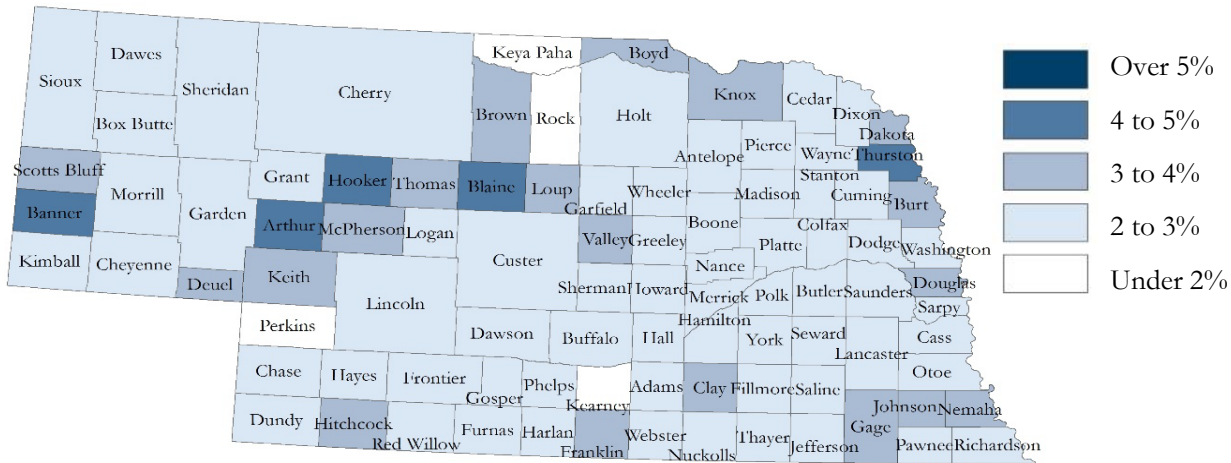 Keya Paha
Boyd
Dawes
Sioux
Sheridan
Cherry
Brown
Rock
Holt
Knox
Cedar
Dixon
Dakota
Box Butte
Antelope
Pierce
Wayne
Thurston
Scotts Bluff
Morrill
Grant
Hooker
Thomas
Blaine
Loup
Garfield
Wheeler
Madison
Stanton
Cuming
Burt
Banner
Garden
Arthur
McPherson
Logan
Valley
Greeley
Boone
Platte
Colfax
Dodge
Washington
Kimball
Cheyenne
Deuel
Keith
Lincoln
Custer
Sherman
Howard
Nance
Merrick
Polk
Butler
Saunders
Douglas
Sarpy
Perkins
Dawson
Buffalo
Hall
Hamilton
York
Seward
Lancaster
Cass
Otoe
Chase
Hayes
Frontier
Gosper
Phelps
Kearney
Adams
Clay
Fillmore
Saline
Johnson
Nemaha
Dundy
Hitchcock
Red Willow
Furnas
Harlan
Franklin
Webster
Nuckolls
Thayer
Jefferson
Gage
Pawnee
Richardson
Over 5%
4 to 5%
3 to 4%
2 to 3%
Under 2%